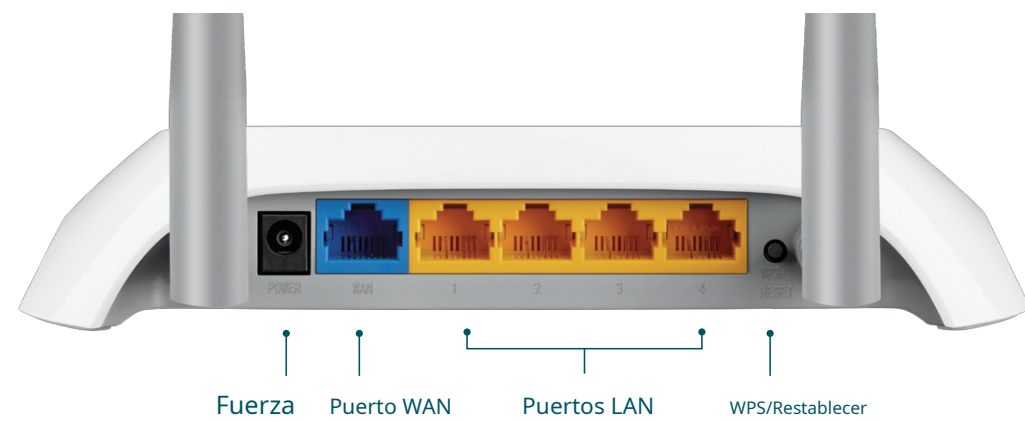 POWER WAN 1 2 3 4 WPS/
RESET
Fuerza Puerto WAN Puertos LAN WPS/Restablecer